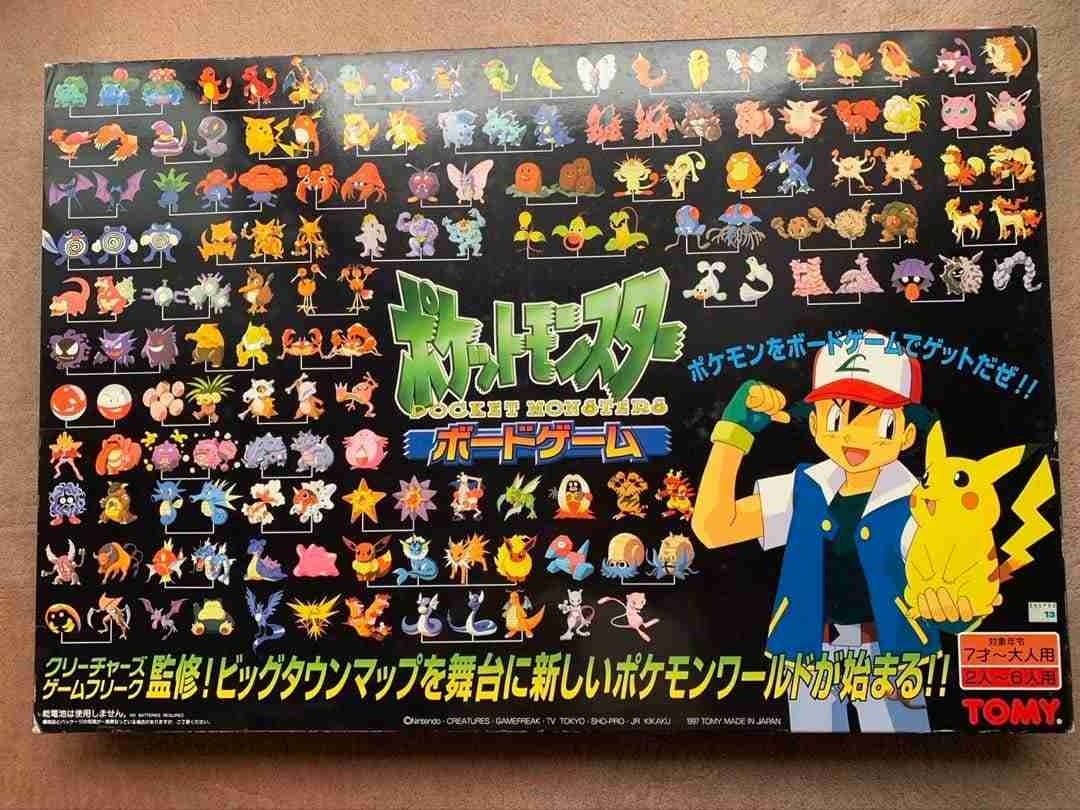 ポケットモンスター
POCKET MONSTERS
ボードゲーム
ポケモンをボードゲームでゲットだぜ!!
クリーチャーズ
ゲームフリーク
監修!ビッグタウンマップを舞台に新しいポケモンワールドが始まる!!
対象年令
7才〜大人用
2人〜6人用
13
TOMY
乾電池は使用しません。NO BATTERIES REQUIRED
©Nintendo・CREATURES・GAMEFREAK・TV TOKYO・SHO-PRO・JR KIKAKU 1997 TOMY MADE IN JAPAN